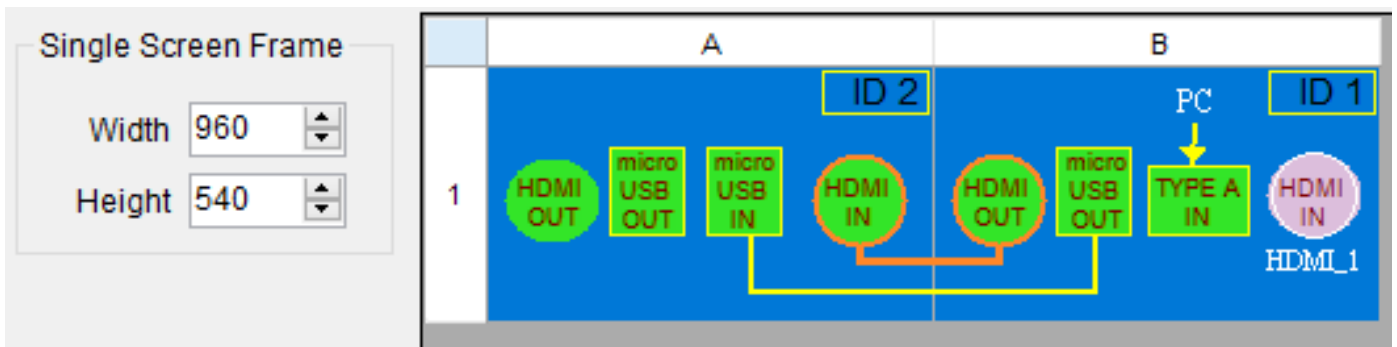 Single Screen Frame
Width 960
Height 540
A B
1
ID 2
HDMI OUT
micro USB OUT
micro USB IN
HDMI IN
PC
ID 1
HDMI OUT
micro USB OUT
TYPE A IN
HDMI IN
HDMI_1